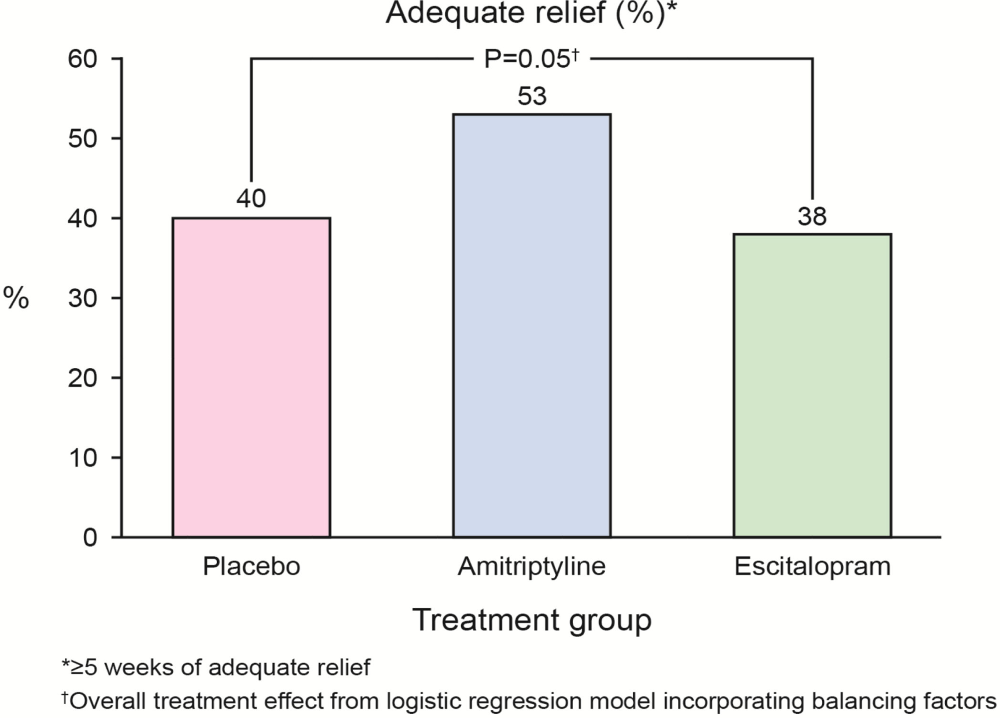 Adequate relief (%)*
60
P=0.05†
53
50
40
40
38
%
30
20
10
0
Placebo
Amitriptyline
Escitalopram
Treatment group
*≥5 weeks of adequate relief
†Overall treatment effect from logistic regression model incorporating balancing factors